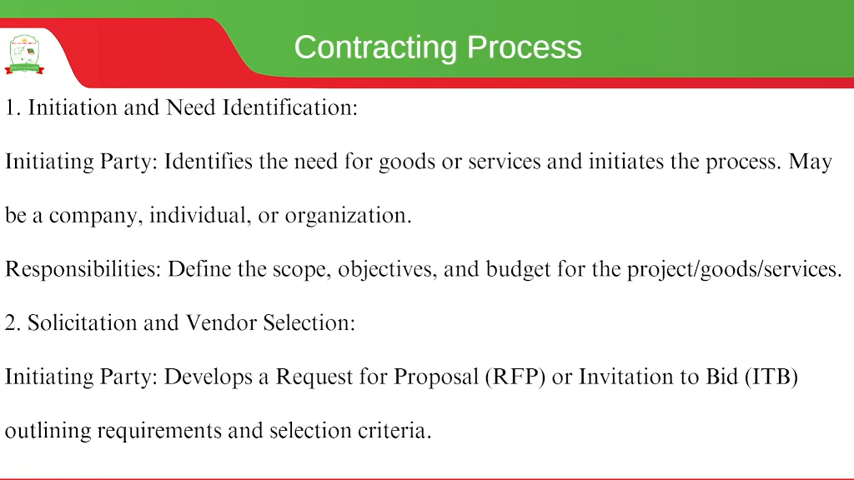 Contracting Process
1. Initiation and Need Identification:
Initiating Party: Identifies the need for goods or services and initiates the process. May
be a company, individual, or organization.
Responsibilities: Define the scope, objectives, and budget for the project/goods/services.
2. Solicitation and Vendor Selection:
Initiating Party: Develops a Request for Proposal (RFP) or Invitation to Bid (ITB)
outlining requirements and selection criteria.